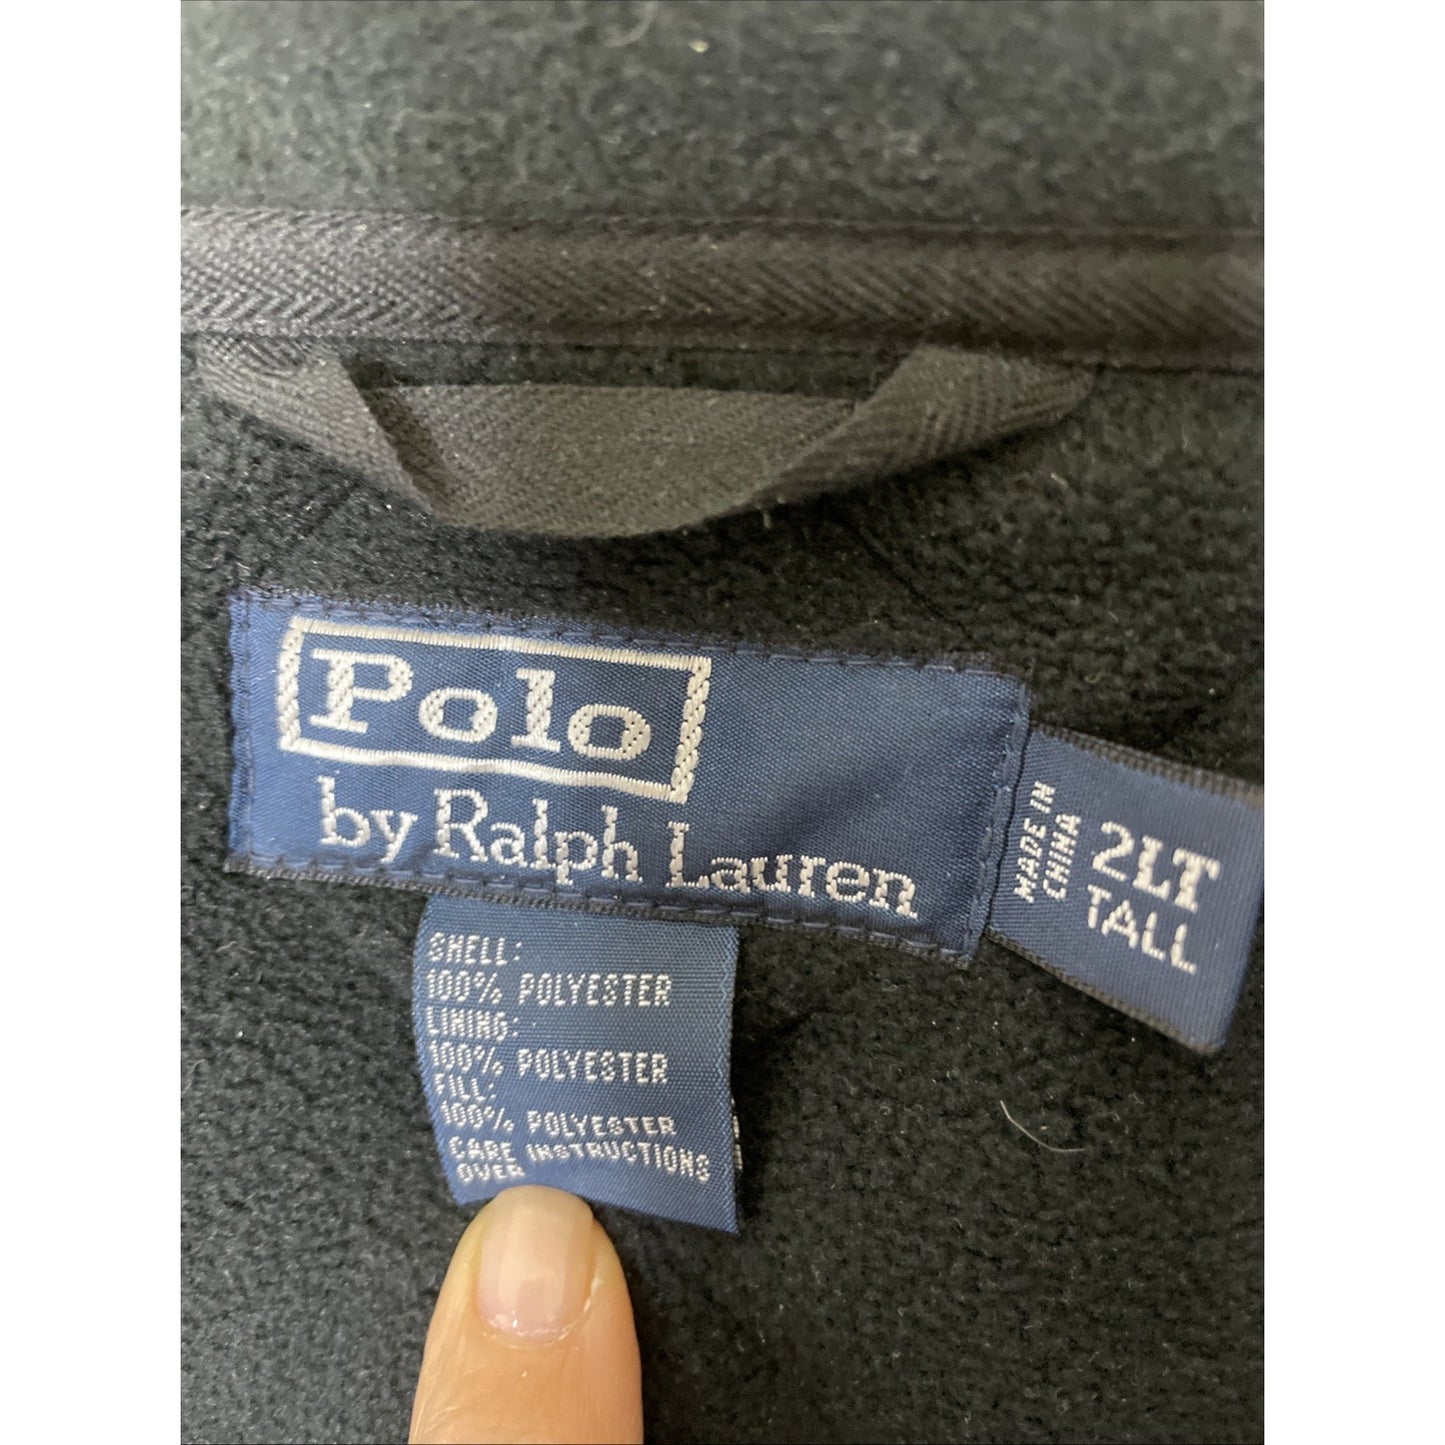 Polo
by Ralph Lauren
MADE IN
CHINA
2LT
TALL
SHELL:
100% POLYESTER
LINING:
100% POLYESTER
FILL:
100% POLYESTER
CARE INSTRUCTIONS
OVER